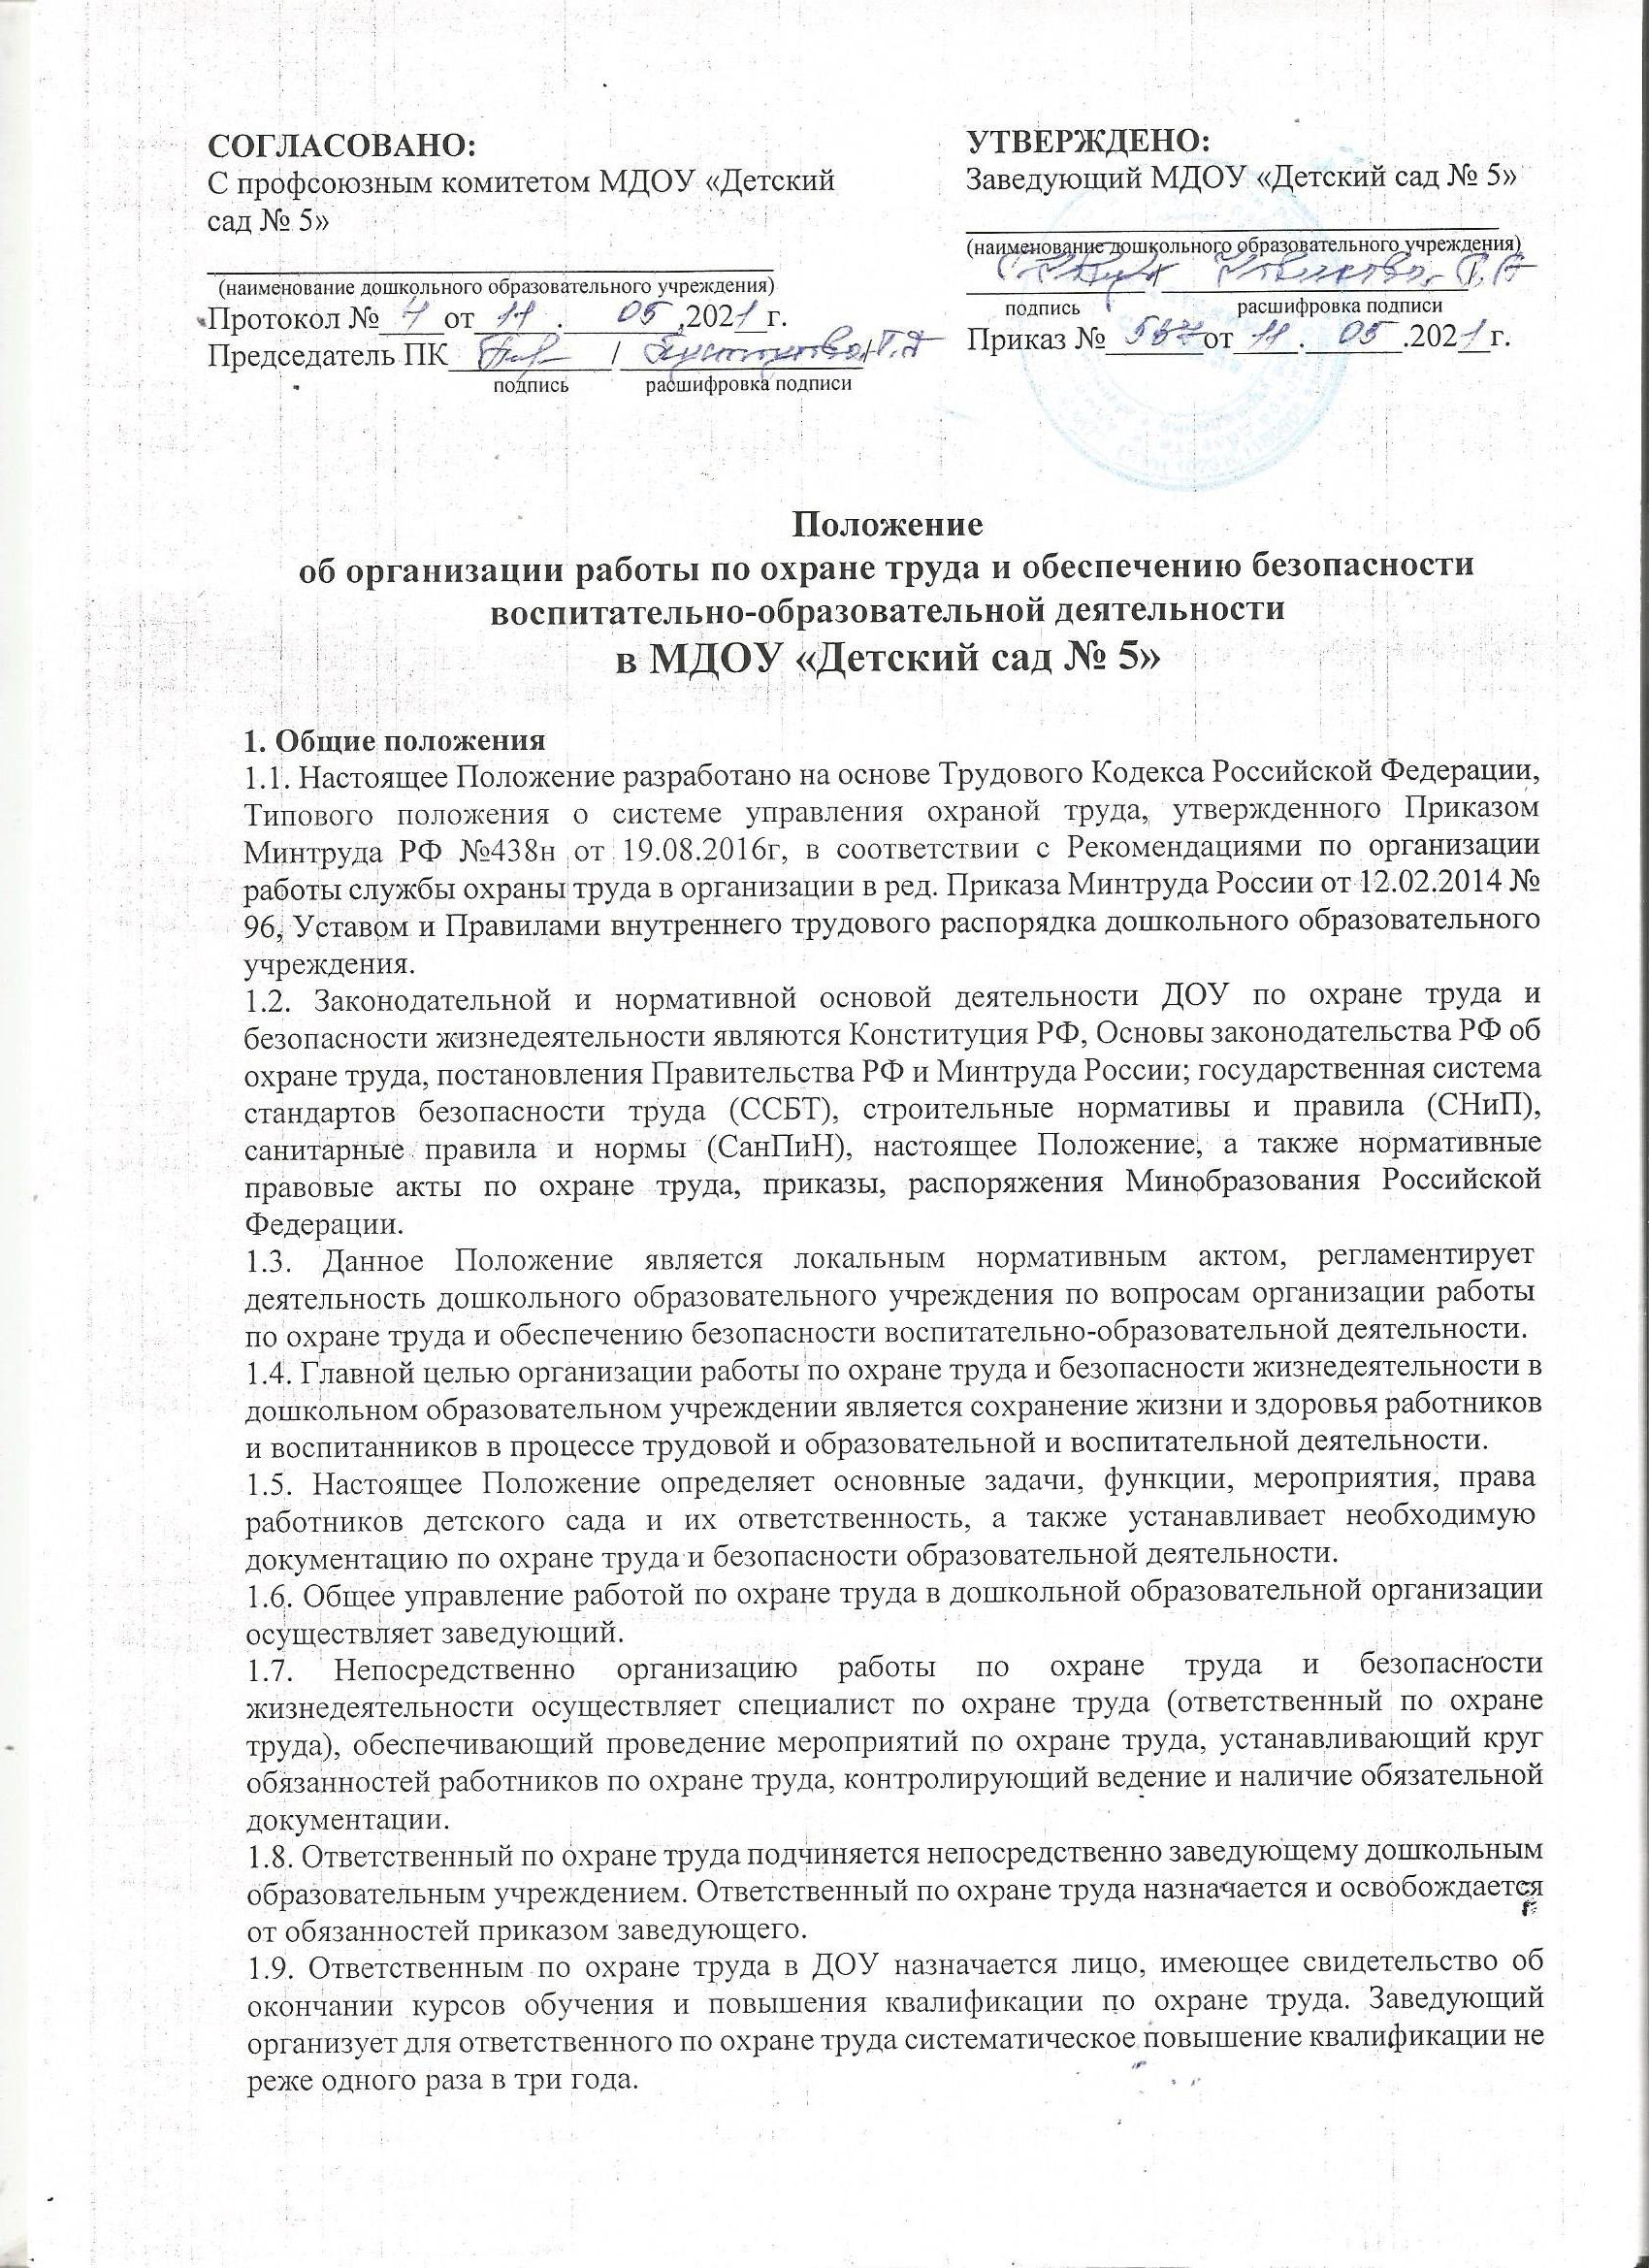 СОГЛАСОВАНО:
С профсоюзным комитетом МДОУ «Детский
сад № 5»
(наименование дошкольного образовательного учреждения)
Протокол № 4 от 11 . 05 .2021 г.
Председатель ПК / /
подпись расшифровка подписи
УТВЕРЖДЕНО:
Заведующий МДОУ «Детский сад № 5»
(наименование дошкольного образовательного учреждения)
/
подпись расшифровка подписи
Приказ № от 11 . 05 .2021 г.
Положение
об организации работы по охране труда и обеспечению безопасности
воспитательно-образовательной деятельности
в МДОУ «Детский сад № 5»
1. Общие положения
1.1. Настоящее Положение разработано на основе Трудового Кодекса Российской Федерации,
Типового положения о системе управления охраной труда, утвержденного Приказом
Минтруда РФ №438н от 19.08.2016г, в соответствии с Рекомендациями по организации
работы службы охраны труда в организации в ред. Приказа Минтруда России от 12.02.2014 №
96, Уставом и Правилами внутреннего трудового распорядка дошкольного образовательного
учреждения.
1.2. Законодательной и нормативной основой деятельности ДОУ по охране труда и
безопасности жизнедеятельности являются Конституция РФ, Основы законодательства РФ об
охране труда, постановления Правительства РФ и Минтруда России; государственная система
стандартов безопасности труда (ССБТ), строительные нормативы и правила (СНиП),
санитарные правила и нормы (СанПиН), настоящее Положение, а также нормативные
правовые акты по охране труда, приказы, распоряжения Минобразования Российской
Федерации.
1.3. Данное Положение является локальным нормативным актом, регламентирует
деятельность дошкольного образовательного учреждения по вопросам организации работы
по охране труда и обеспечению безопасности воспитательно-образовательной деятельности.
1.4. Главной целью организации работы по охране труда и безопасности жизнедеятельности в
дошкольном образовательном учреждении является сохранение жизни и здоровья работников
и воспитанников в процессе трудовой и образовательной и воспитательной деятельности.
1.5. Настоящее Положение определяет основные задачи, функции, мероприятия, права
работников детского сада и их ответственность, а также устанавливает необходимую
документацию по охране труда и безопасности образовательной деятельности.
1.6. Общее управление работой по охране труда в дошкольной образовательной организации
осуществляет заведующий.
1.7. Непосредственно организацию работы по охране труда и безопасности
жизнедеятельности осуществляет специалист по охране труда (ответственный по охране
труда), обеспечивающий проведение мероприятий по охране труда, устанавливающий круг
обязанностей работников по охране труда, контролирующий ведение и наличие обязательной
документации.
1.8. Ответственный по охране труда подчиняется непосредственно заведующему дошкольным
образовательным учреждением. Ответственный по охране труда назначается и освобождается
от обязанностей приказом заведующего.
1.9. Ответственным по охране труда в ДОУ назначается лицо, имеющее свидетельство об
окончании курсов обучения и повышения квалификации по охране труда. Заведующий
организует для ответственного по охране труда систематическое повышение квалификации не
реже одного раза в три года.